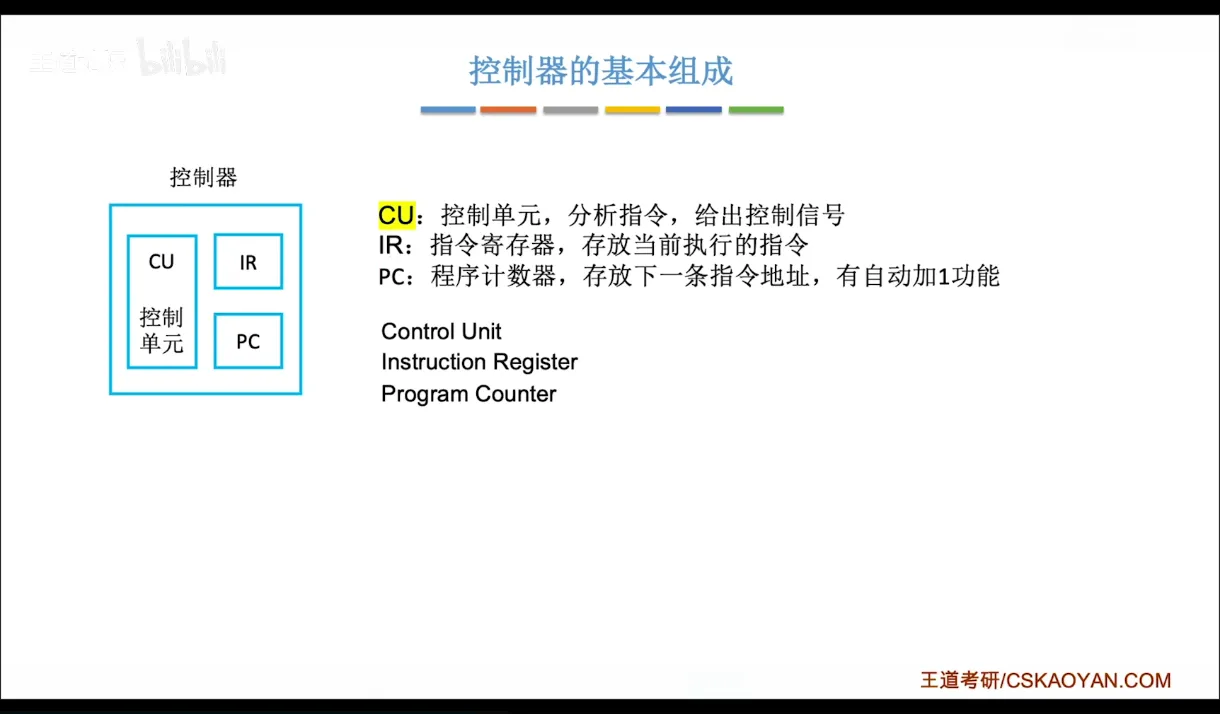 bilibili
控制器的基本组成
控制器
CU
控制
单元
IR
PC
CU：控制单元，分析指令，给出控制信号
IR：指令寄存器，存放当前执行的指令
PC：程序计数器，存放下一条指令地址，有自动加1功能
Control Unit
Instruction Register
Program Counter
王道考研/CSKAOYAN.COM